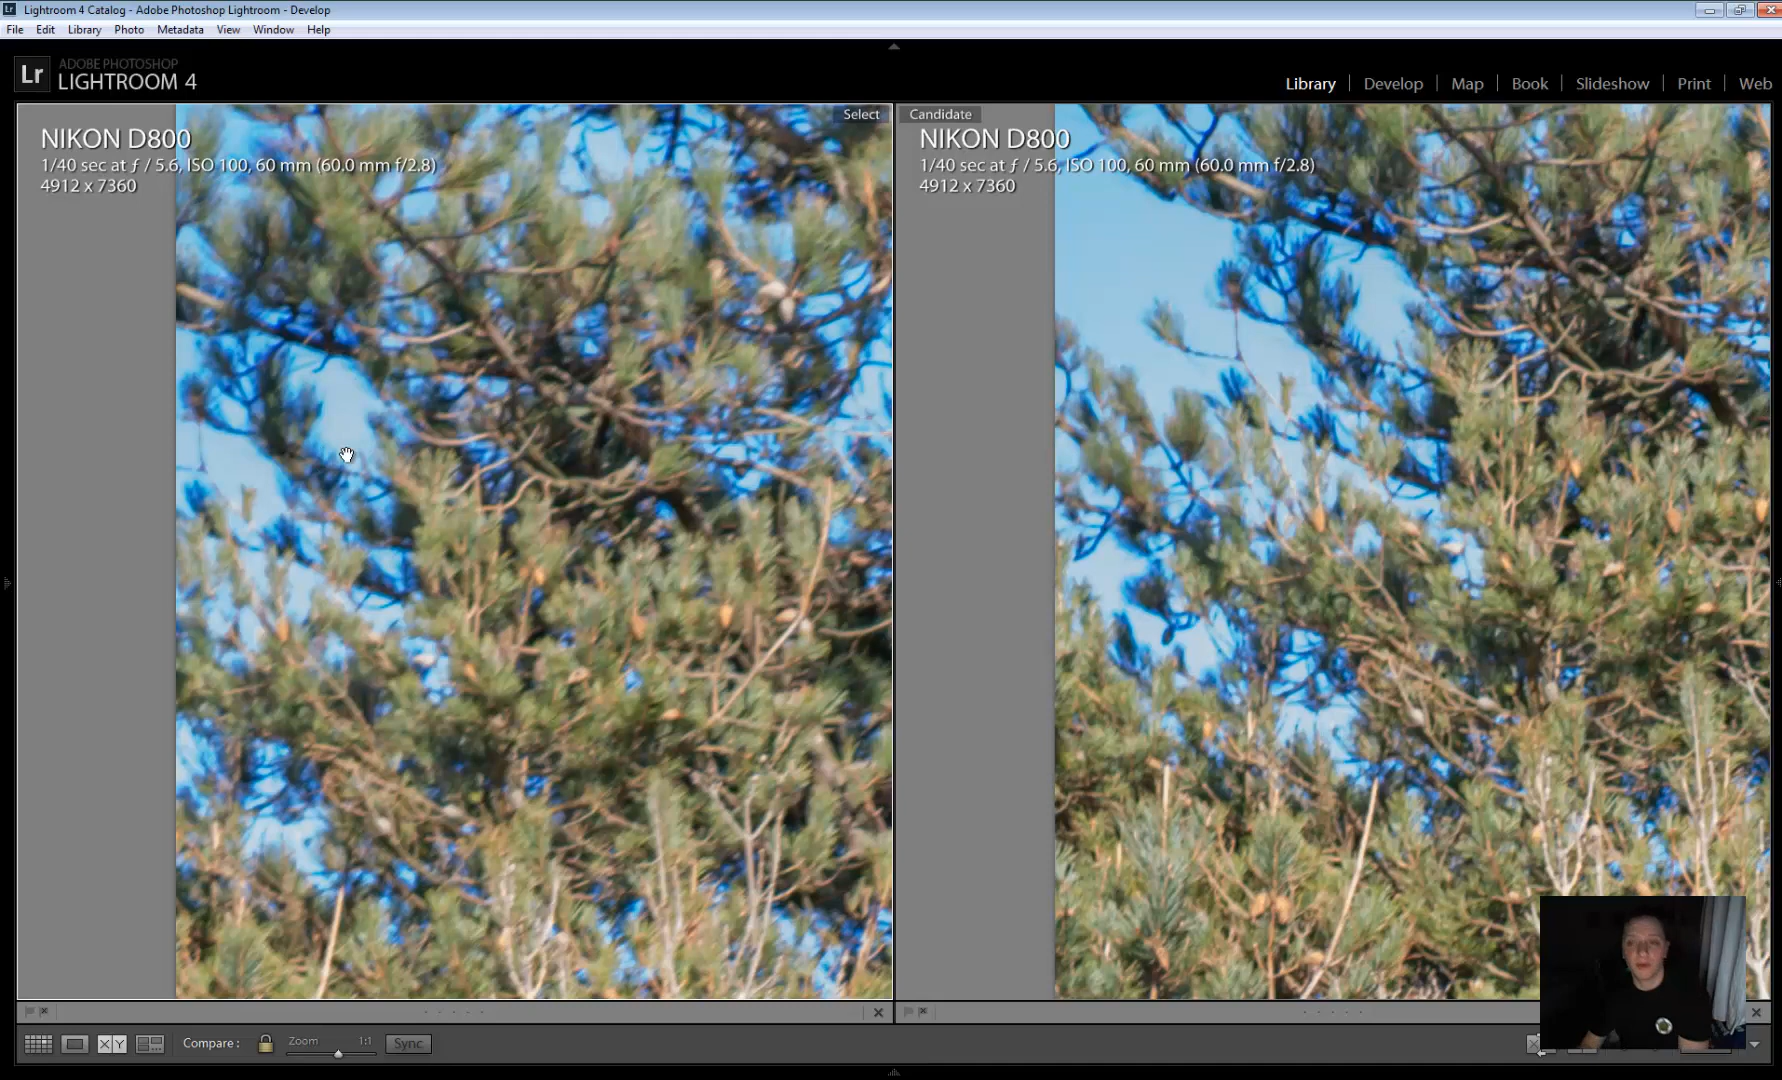 Lightroom 4 Catalog - Adobe Photoshop Lightroom - Develop
File Edit Library Photo Metadata View Window Help
Lr
ADOBE PHOTOSHOP
LIGHTROOM 4
Library Develop Map Book Slideshow Print Web
Select
Candidate
NIKON D800
1/40 sec at ƒ / 5.6, ISO 100, 60 mm (60.0 mm f/2.8)
4912 x 7360
NIKON D800
1/40 sec at ƒ / 5.6, ISO 100, 60 mm (60.0 mm f/2.8)
4912 x 7360
XY
Compare : Zoom 1:1 Sync